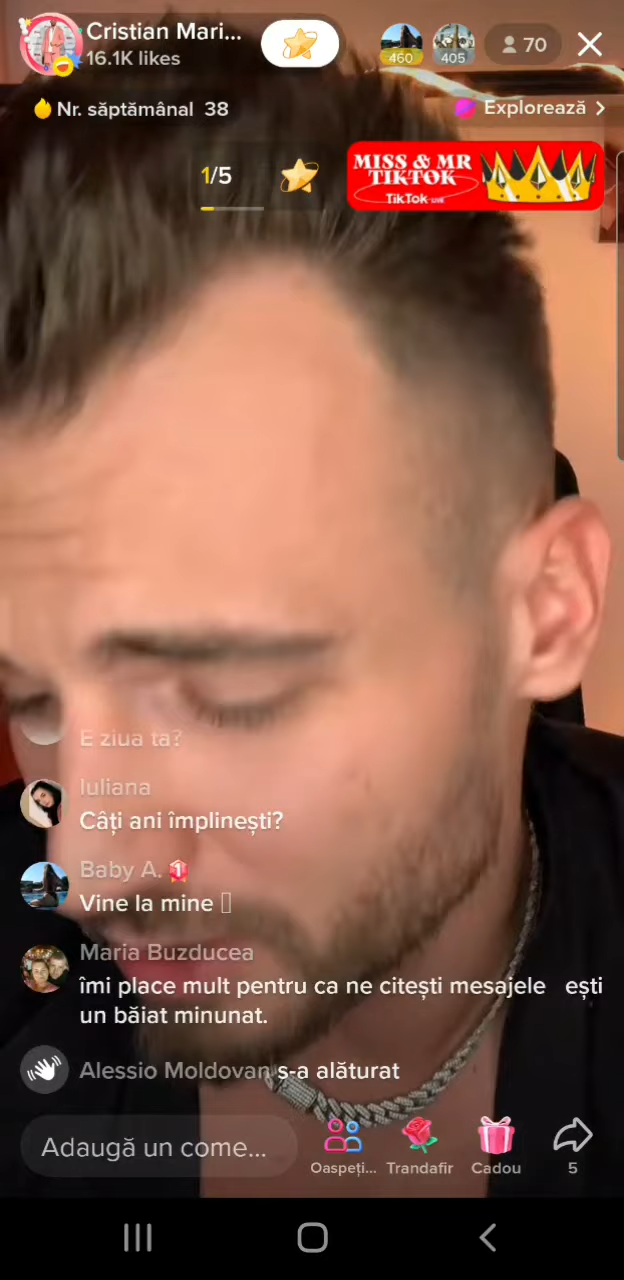 Cristian Mari...
16.1K likes
460
405
70
Nr. săptămânal 38
Explorează
1/5
MISS & MR
TIKTOK
TikTok LIVE
E ziua ta?
Iuliana
Câți ani împlinești?
Baby A. 1
Vine la mine
Maria Buzducea
îmi place mult pentru ca ne citești mesajele ești
un băiat minunat.
Alessio Moldovan s-a alăturat
Adaugă un come...
Oaspeți...
Trandafir
Cadou
5